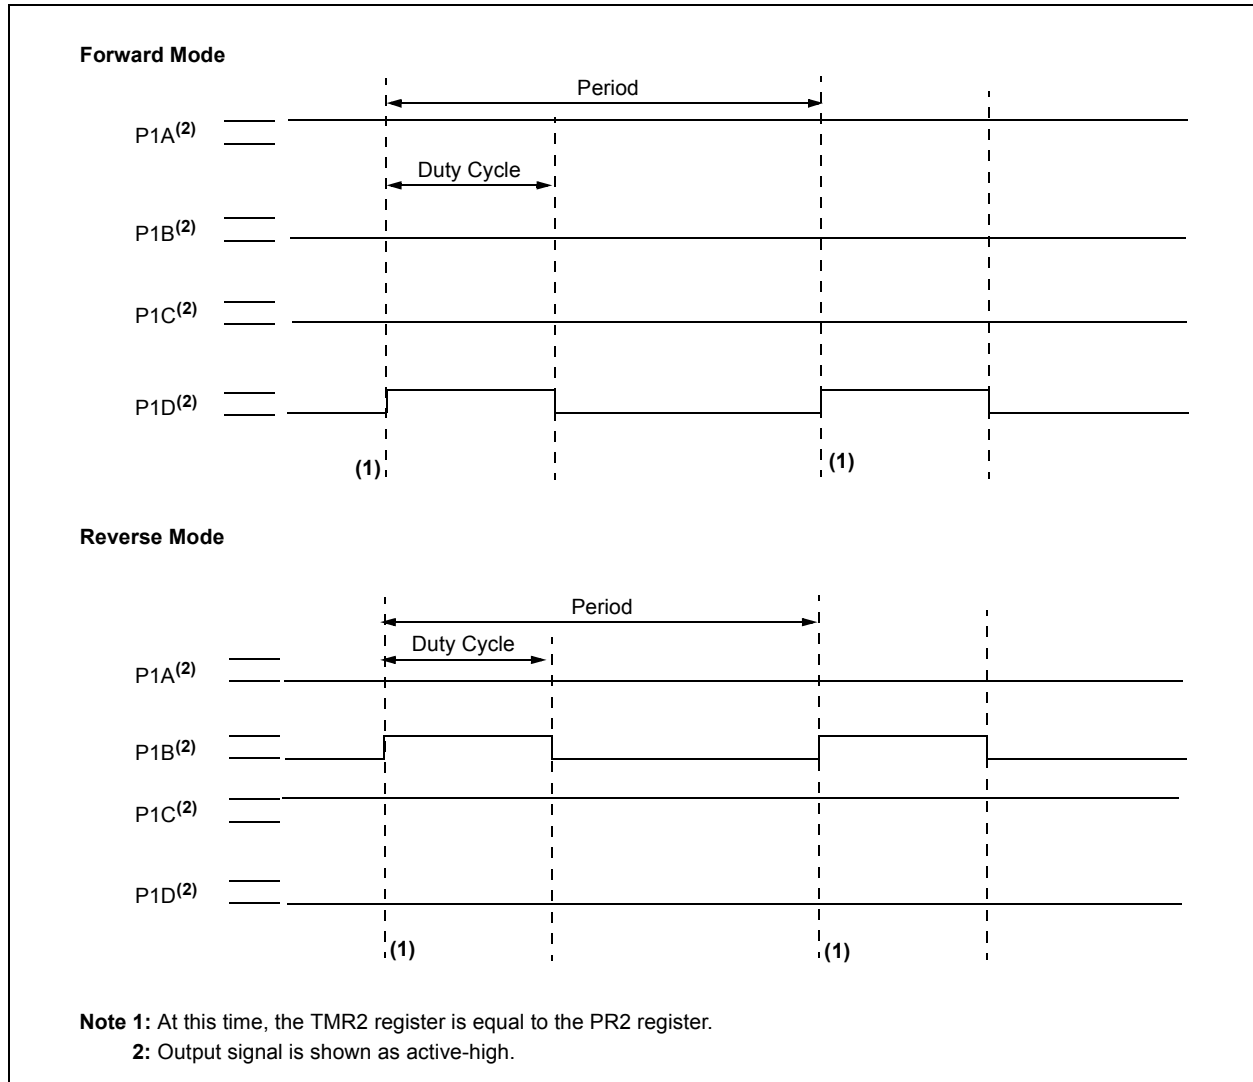 Forward Mode
Period
P1A(2)
Duty Cycle
P1B(2)
P1C(2)
P1D(2)
(1)
(1)
Reverse Mode
Period
Duty Cycle
P1A(2)
P1B(2)
P1C(2)
P1D(2)
(1)
(1)
Note 1: At this time, the TMR2 register is equal to the PR2 register.
2: Output signal is shown as active-high.